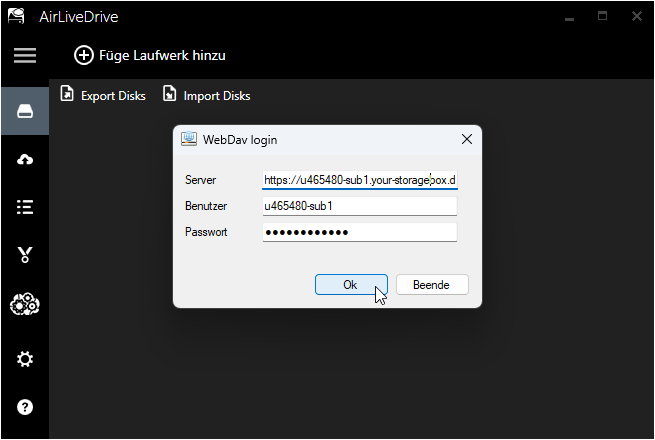 AirLiveDrive
Füge Laufwerk hinzu
Export Disks Import Disks
WebDav login
Server https://u465480-sub1.your-storagebox.d
Benutzer u465480-sub1
Passwort ●●●●●●●●●●●●
Ok Beende